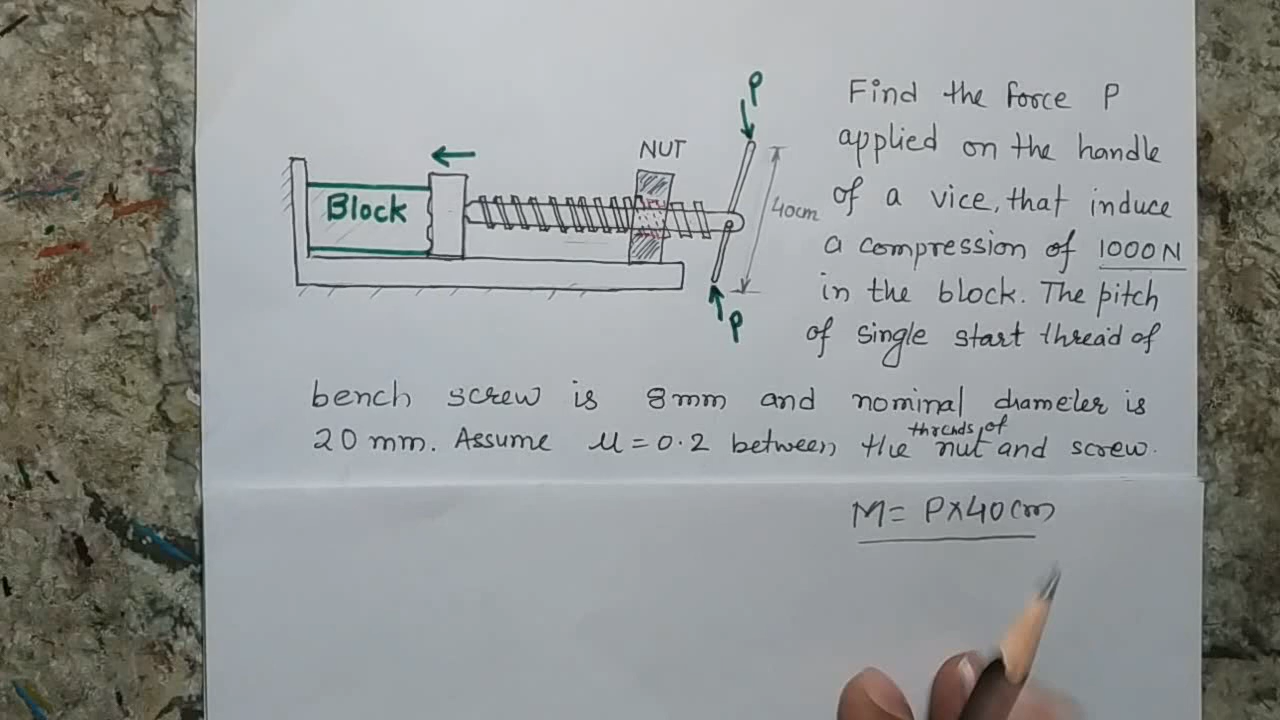 P
NUT
Block
40cm
P
Find the force P
applied on the handle
of a vice, that induce
a compression of 1000N
in the block. The pitch
of single start thread of
bench screw is 8mm and nominal diameter is
20 mm. Assume μ=0.2 between the threads of nut and screw.
M= P×40cm